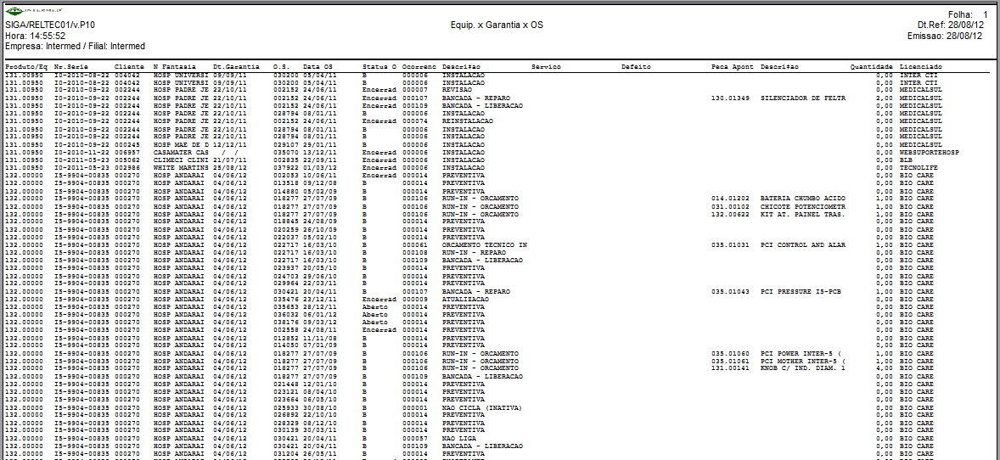 INTERMED
Folha: 1
SIGA/RELTEC01/v.P10 Equip. x Garantia x OS Dt.Ref: 28/08/12
Hora: 14:55:52 Emissao: 28/08/12
Empresa: Intermed / Filial: Intermed
Produto/Eq Nr.Serie Cliente N Fantasia Dt.Garantia O.S. Data OS Status O Ocorrenc Descri‡ao Servico Defeito Peca Apont Descri‡ao Quantidade Licenciado
131.00950 I0-2010-08-22 004042 HOSP UNIVERSI 09/09/11 030200 05/04/11 B 000006 INSTALACAO 0,00 INTER CTI
131.00950 I0-2010-08-22 004042 HOSP UNIVERSI 09/09/11 030200 05/04/11 B 000006 INSTALACAO 0,00 INTER CTI
131.00950 I0-2010-09-22 002244 HOSP PADRE JE 22/10/11 002152 24/06/11 Encerrad 000007 REVISAO 0,00 MEDICALSUL
131.00950 I0-2010-09-22 002244 HOSP PADRE JE 22/10/11 002152 24/06/11 Encerrad 000107 BANCADA - REPARO 130.01349 SILENCIADOR DE FELTR 2,00 MEDICALSUL
131.00950 I0-2010-09-22 002244 HOSP PADRE JE 22/10/11 002152 24/06/11 Encerrad 000109 BANCADA - LIBERACAO 0,00 MEDICALSUL
131.00950 I0-2010-09-22 002244 HOSP PADRE JE 22/10/11 028794 08/01/11 B 000006 INSTALACAO 0,00 MEDICALSUL
131.00950 I0-2010-09-22 002244 HOSP PADRE JE 22/10/11 002152 24/06/11 Encerrad 000074 REINSTALACAO 0,00 MEDICALSUL
131.00950 I0-2010-09-22 002244 HOSP PADRE JE 22/10/11 028794 08/01/11 B 000006 INSTALACAO 0,00 MEDICALSUL
131.00950 I0-2010-09-22 002244 HOSP PADRE JE 22/10/11 028794 08/01/11 B 000006 INSTALACAO 0,00 MEDICALSUL
131.00950 I0-2010-09-22 000245 HOSP MAE DE D 12/12/11 029107 29/01/11 B 000006 INSTALACAO 0,00 MEDICALSUL
131.00950 I0-2010-11-22 006957 CASAMATER CAS / / 035070 13/12/11 Encerrad 000006 INSTALACAO 0,00 WEBSUPORTEHOSP
131.00950 I0-2011-05-23 005062 CLIMECI CLINI 21/07/11 002835 22/09/11 Encerrad 000006 INSTALACAO 0,00 BLB
131.00950 I0-2011-05-23 002986 WHITE MARTINS 25/08/12 037922 01/03/12 Encerrad 000006 INSTALACAO 0,00 TECNOLIFE
132.00000 I5-9904-00835 000270 HOSP ANDARAI 04/06/12 002053 10/06/11 Encerrad 000014 PREVENTIVA 0,00 BIO CARE
132.00000 I5-9904-00835 000270 HOSP ANDARAI 04/06/12 013518 09/12/08 B 000014 PREVENTIVA 0,00 BIO CARE
132.00000 I5-9904-00835 000270 HOSP ANDARAI 04/06/12 014880 05/02/09 B 000014 PREVENTIVA 0,00 BIO CARE
132.00000 I5-9904-00835 000270 HOSP ANDARAI 04/06/12 018277 27/07/09 B 000106 RUN-IN - ORCAMENTO 014.01202 BATERIA CHUMBO ACIDO 1,00 BIO CARE
132.00000 I5-9904-00835 000270 HOSP ANDARAI 04/06/12 018277 27/07/09 B 000106 RUN-IN - ORCAMENTO 031.00102 CHICOTE POTENCIOMETR 1,00 BIO CARE
132.00000 I5-9904-00835 000270 HOSP ANDARAI 04/06/12 018277 27/07/09 B 000106 RUN-IN - ORCAMENTO 132.00622 KIT AT. PAINEL TRAS. 1,00 BIO CARE
132.00000 I5-9904-00835 000270 HOSP ANDARAI 04/06/12 018845 24/08/09 B 000014 PREVENTIVA 0,00 BIO CARE
132.00000 I5-9904-00835 000270 HOSP ANDARAI 04/06/12 020259 26/10/09 B 000014 PREVENTIVA 0,00 BIO CARE
132.00000 I5-9904-00835 000270 HOSP ANDARAI 04/06/12 022037 05/02/10 B 000014 PREVENTIVA 0,00 BIO CARE
132.00000 I5-9904-00835 000270 HOSP ANDARAI 04/06/12 022717 16/03/10 B 000061 ORCAMENTO TECNICO IN 035.01031 PCI CONTROL AND ALAR 1,00 BIO CARE
132.00000 I5-9904-00835 000270 HOSP ANDARAI 04/06/12 022717 16/03/10 B 000108 RUN-IN - REPARO 0,00 BIO CARE
132.00000 I5-9904-00835 000270 HOSP ANDARAI 04/06/12 022717 16/03/10 B 000109 BANCADA - LIBERACAO 0,00 BIO CARE
132.00000 I5-9904-00835 000270 HOSP ANDARAI 04/06/12 023937 20/05/10 B 000014 PREVENTIVA 0,00 BIO CARE
132.00000 I5-9904-00835 000270 HOSP ANDARAI 04/06/12 024703 29/06/10 B 000014 PREVENTIVA 0,00 BIO CARE
132.00000 I5-9904-00835 000270 HOSP ANDARAI 04/06/12 029964 22/03/11 B 000014 PREVENTIVA 0,00 BIO CARE
132.00000 I5-9904-00835 000270 HOSP ANDARAI 04/06/12 030421 20/04/11 B 000107 BANCADA - REPARO 035.01043 PCI PRESSURE I5-PCB 1,00 BIO CARE
132.00000 I5-9904-00835 000270 HOSP ANDARAI 04/06/12 035476 23/12/11 Encerrad 000009 ATUALIZACAO 0,00 BIO CARE
132.00000 I5-9904-00835 000270 HOSP ANDARAI 04/06/12 035653 28/12/11 Aberto 000014 PREVENTIVA 0,00 BIO CARE
132.00000 I5-9904-00835 000270 HOSP ANDARAI 04/06/12 036032 06/01/12 Aberto 000014 PREVENTIVA 0,00 BIO CARE
132.00000 I5-9904-00835 000270 HOSP ANDARAI 04/06/12 038176 09/03/12 Aberto 000014 PREVENTIVA 0,00 BIO CARE
132.00000 I5-9904-00835 000270 HOSP ANDARAI 04/06/12 002558 24/08/11 Encerrad 000014 PREVENTIVA 0,00 BIO CARE
132.00000 I5-9904-00835 000270 HOSP ANDARAI 04/06/12 012852 11/11/08 B 000014 PREVENTIVA 0,00 BIO CARE
132.00000 I5-9904-00835 000270 HOSP ANDARAI 04/06/12 014050 07/01/09 B 000014 PREVENTIVA 0,00 BIO CARE
132.00000 I5-9904-00835 000270 HOSP ANDARAI 04/06/12 018277 27/07/09 B 000106 RUN-IN - ORCAMENTO 035.01060 PCI POWER INTER-5 ( 1,00 BIO CARE
132.00000 I5-9904-00835 000270 HOSP ANDARAI 04/06/12 018277 27/07/09 B 000106 RUN-IN - ORCAMENTO 035.01061 PCI MOTHER INTER-5 ( 1,00 BIO CARE
132.00000 I5-9904-00835 000270 HOSP ANDARAI 04/06/12 018277 27/07/09 B 000106 RUN-IN - ORCAMENTO 131.00141 KNOB C/ IND. DIAM. 1 4,00 BIO CARE
132.00000 I5-9904-00835 000270 HOSP ANDARAI 04/06/12 018277 27/07/09 B 000109 BANCADA - LIBERACAO 0,00 BIO CARE
132.00000 I5-9904-00835 000270 HOSP ANDARAI 04/06/12 021448 12/01/10 B 000014 PREVENTIVA 0,00 BIO CARE
132.00000 I5-9904-00835 000270 HOSP ANDARAI 04/06/12 023121 08/04/10 B 000014 PREVENTIVA 0,00 BIO CARE
132.00000 I5-9904-00835 000270 HOSP ANDARAI 04/06/12 023664 06/05/10 B 000014 PREVENTIVA 0,00 BIO CARE
132.00000 I5-9904-00835 000270 HOSP ANDARAI 04/06/12 025933 30/08/10 B 000001 NAO CICLA (INATIVA) 0,00 BIO CARE
132.00000 I5-9904-00835 000270 HOSP ANDARAI 04/06/12 026892 22/10/10 B 000014 PREVENTIVA 0,00 BIO CARE
132.00000 I5-9904-00835 000270 HOSP ANDARAI 04/06/12 028329 08/12/10 B 000014 PREVENTIVA 0,00 BIO CARE
132.00000 I5-9904-00835 000270 HOSP ANDARAI 04/06/12 030139 30/03/11 B 000014 PREVENTIVA 0,00 BIO CARE
132.00000 I5-9904-00835 000270 HOSP ANDARAI 04/06/12 030421 20/04/11 B 000057 NAO LIGA 0,00 BIO CARE
132.00000 I5-9904-00835 000270 HOSP ANDARAI 04/06/12 030421 20/04/11 B 000109 BANCADA - LIBERACAO 0,00 BIO CARE
132.00000 I5-9904-00835 000270 HOSP ANDARAI 04/06/12 031204 26/05/11 B 000014 PREVENTIVA 0,00 BIO CARE